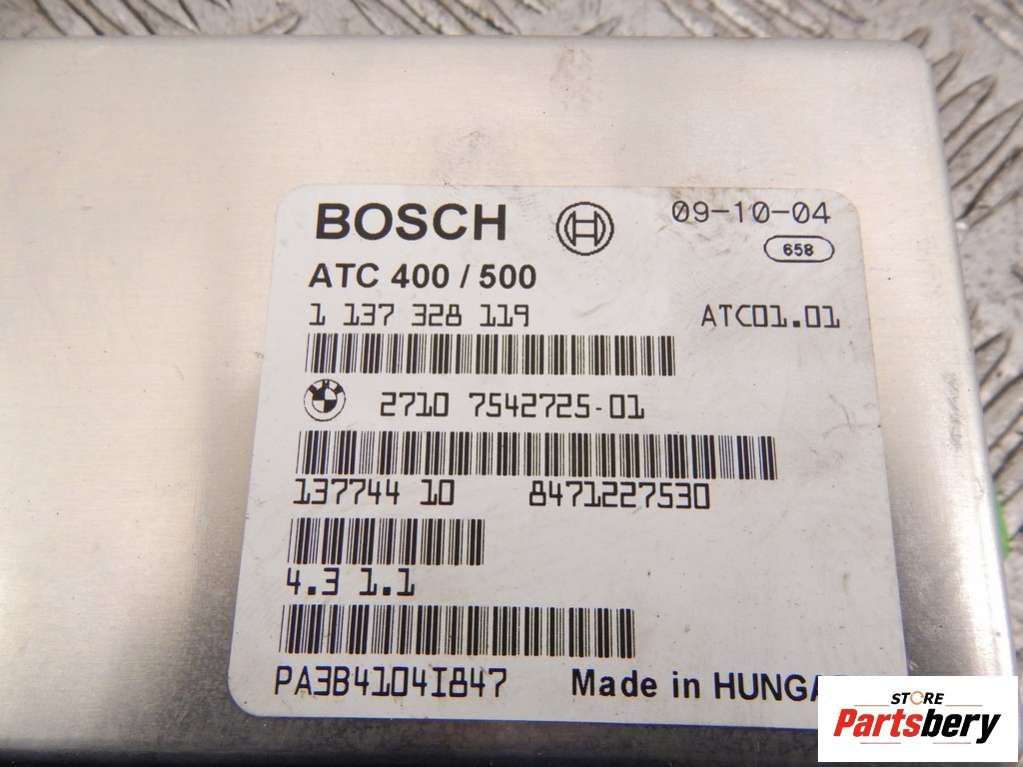 BOSCH
09-10-04
658
ATC 400 / 500
1 137 328 119
ATC01.01
2710 7542725-01
137744 10 8471227530
4.3 1.1
PA3B4104I847
Made in HUNGA
STORE
Partsbery